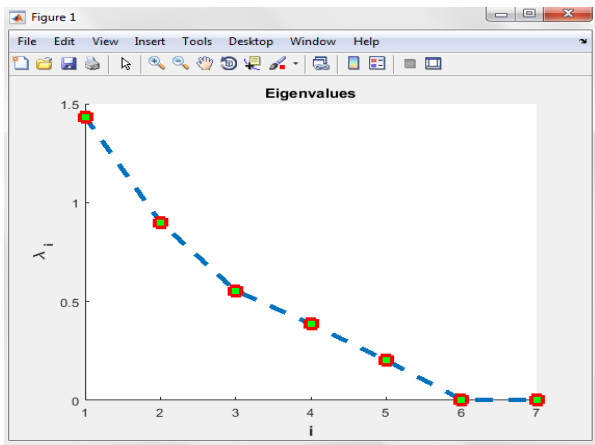 Figure 1
File Edit View Insert Tools Desktop Window Help
Eigenvalues
1.5
1
0.5
0
λ i
1 2 3 4 5 6 7
i